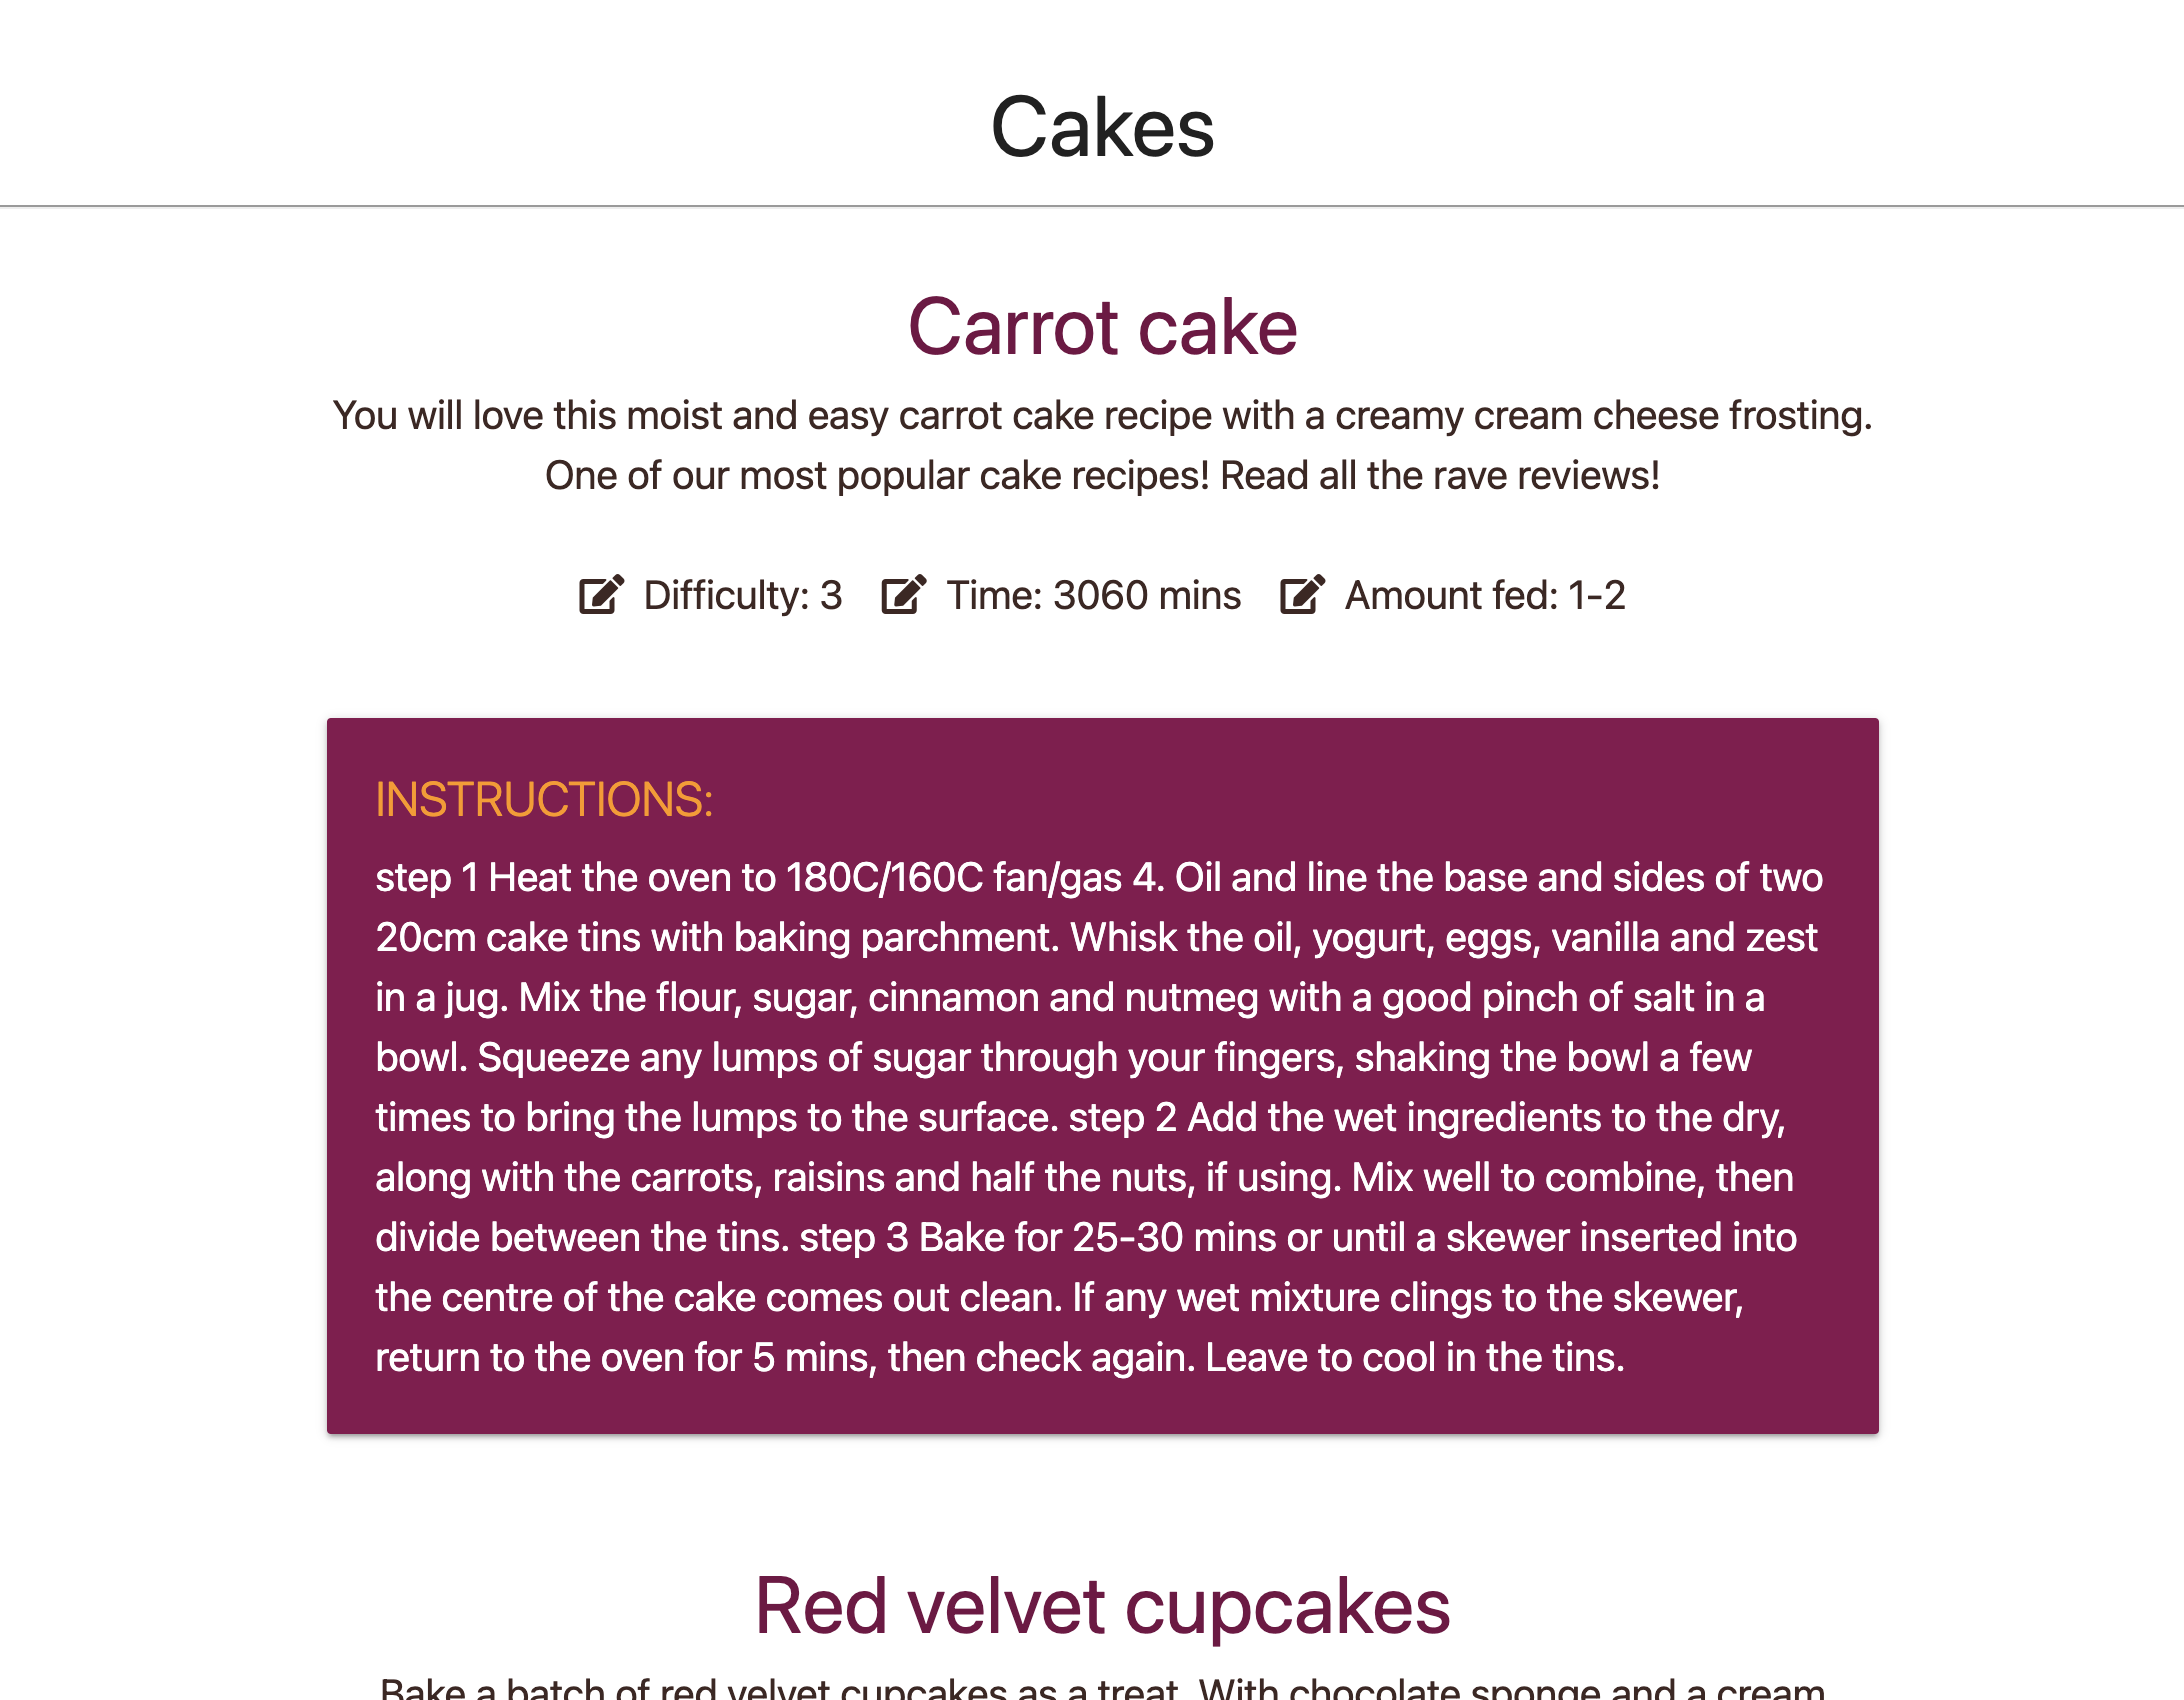 Cakes
Carrot cake
You will love this moist and easy carrot cake recipe with a creamy cream cheese frosting.
One of our most popular cake recipes! Read all the rave reviews!
Difficulty: 3 Time: 3060 mins Amount fed: 1-2
INSTRUCTIONS:
step 1 Heat the oven to 180C/160C fan/gas 4. Oil and line the base and sides of two
20cm cake tins with baking parchment. Whisk the oil, yogurt, eggs, vanilla and zest
in a jug. Mix the flour, sugar, cinnamon and nutmeg with a good pinch of salt in a
bowl. Squeeze any lumps of sugar through your fingers, shaking the bowl a few
times to bring the lumps to the surface. step 2 Add the wet ingredients to the dry,
along with the carrots, raisins and half the nuts, if using. Mix well to combine, then
divide between the tins. step 3 Bake for 25-30 mins or until a skewer inserted into
the centre of the cake comes out clean. If any wet mixture clings to the skewer,
return to the oven for 5 mins, then check again. Leave to cool in the tins.
Red velvet cupcakes
Bake a batch of red velvet cupcakes as a treat. With chocolate sponge and a cream